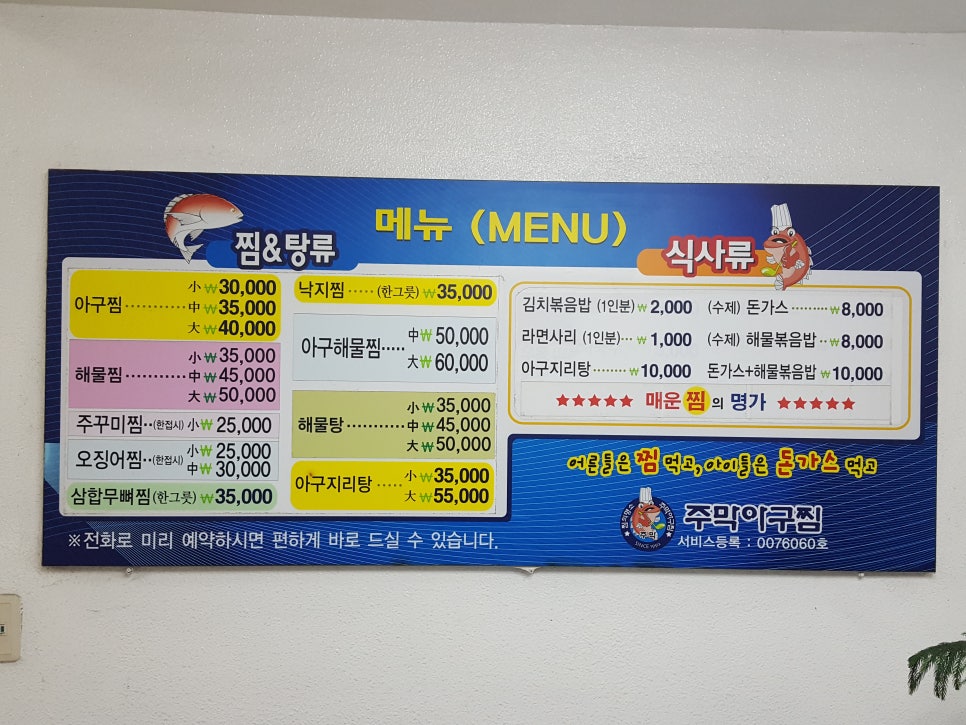 메뉴 (MENU)
찜&탕류
아구찜 ············ 小 ₩30,000
中 ₩35,000
大 ₩40,000
해물찜 ············ 小 ₩35,000
中 ₩45,000
大 ₩50,000
주꾸미찜··(한접시) 小 ₩ 25,000
오징어찜··(한접시) 小 ₩ 25,000
中 ₩ 30,000
삼합무뼈찜(한그릇) ₩35,000
낙지찜 ····· (한그릇) ₩35,000
아구해물찜····· 中₩ 50,000
大₩ 60,000
해물탕············ 小 ₩35,000
中 ₩45,000
大 ₩50,000
아구지리탕 ····· 小 ₩35,000
大 ₩55,000
※전화로 미리 예약하시면 편하게 바로 드실 수 있습니다.
식사류
김치볶음밥 (1인분) ₩ 2,000
라면사리 (1인분)··· ₩ 1,000
아구지리탕 ········ ₩10,000
(수제) 돈가스 ········· ₩8,000
(수제) 해물볶음밥·· ₩8,000
돈가스+해물볶음밥 ₩10,000
★★★★★ 매운 찜의 명가 ★★★★★
어른들은 찜 먹고, 아이들은 돈가스 먹고
주막
SINCE 1995
주막아구찜
서비스등록 : 0076060호